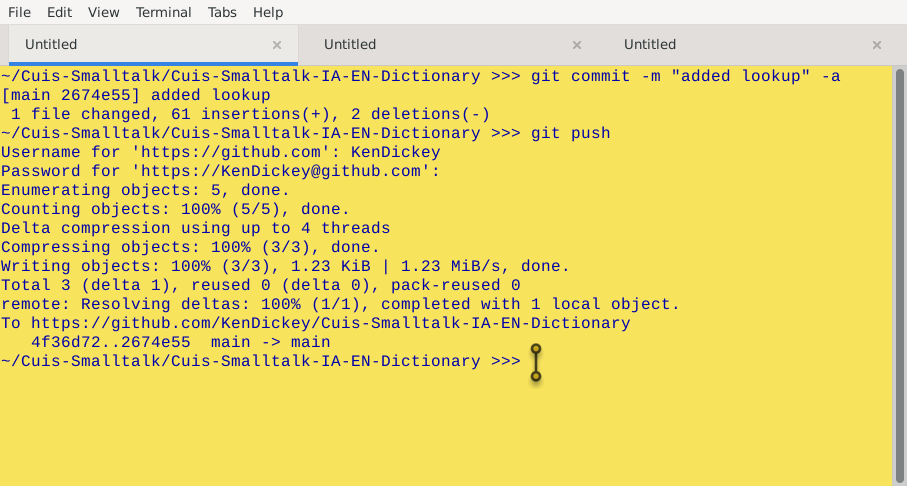 File Edit View Terminal Tabs Help
Untitled × Untitled × Untitled ×
~/Cuis-Smalltalk/Cuis-Smalltalk-IA-EN-Dictionary >>> git commit -m "added lookup" -a
[main 2674e55] added lookup
 1 file changed, 61 insertions(+), 2 deletions(-)
~/Cuis-Smalltalk/Cuis-Smalltalk-IA-EN-Dictionary >>> git push
Username for 'https://github.com': KenDickey
Password for 'https://KenDickey@github.com':
Enumerating objects: 5, done.
Counting objects: 100% (5/5), done.
Delta compression using up to 4 threads
Compressing objects: 100% (3/3), done.
Writing objects: 100% (3/3), 1.23 KiB | 1.23 MiB/s, done.
Total 3 (delta 1), reused 0 (delta 0), pack-reused 0
remote: Resolving deltas: 100% (1/1), completed with 1 local object.
To https://github.com/KenDickey/Cuis-Smalltalk-IA-EN-Dictionary
   4f36d72..2674e55  main -> main
~/Cuis-Smalltalk/Cuis-Smalltalk-IA-EN-Dictionary >>>